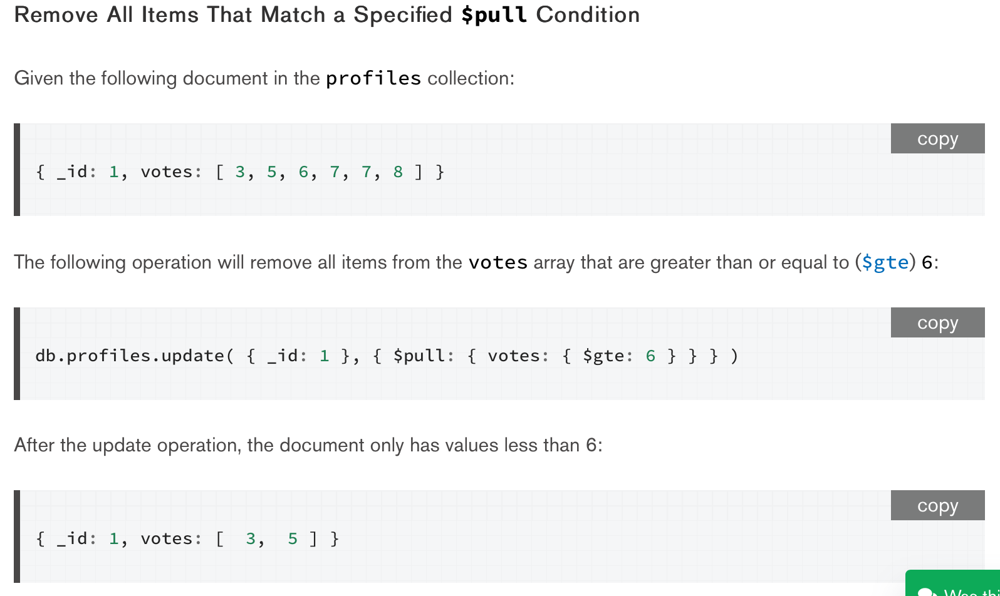 Remove All Items That Match a Specified $pull Condition
Given the following document in the profiles collection:
copy
{ _id: 1, votes: [ 3, 5, 6, 7, 7, 8 ] }
The following operation will remove all items from the votes array that are greater than or equal to ($gte) 6:
copy
db.profiles.update( { _id: 1 }, { $pull: { votes: { $gte: 6 } } } )
After the update operation, the document only has values less than 6:
copy
{ _id: 1, votes: [  3,  5 ] }